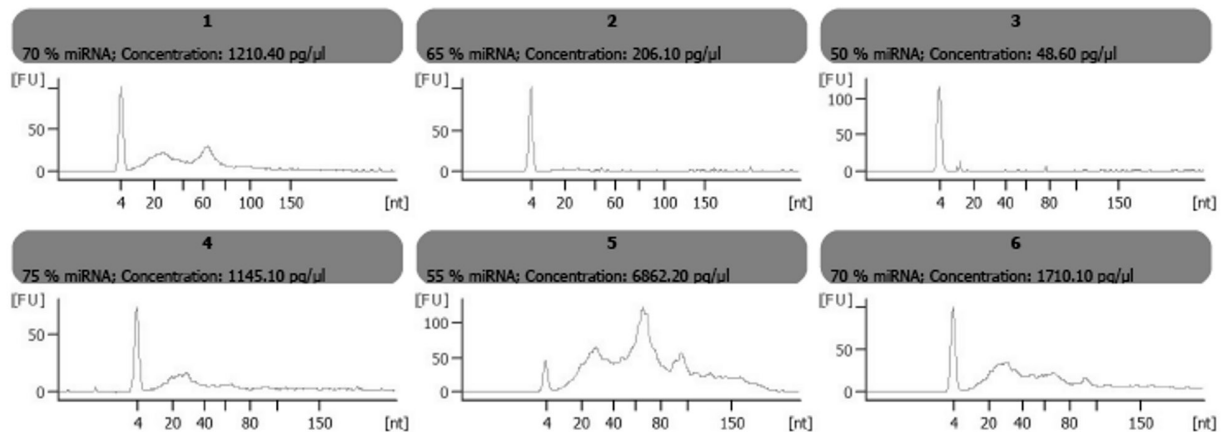 1
70 % miRNA; Concentration: 1210.40 pg/µl
[FU]
50
0
4 20 60 100 150 [nt]
2
65 % miRNA; Concentration: 206.10 pg/µl
[FU]
50
0
4 20 60 100 150 [nt]
3
50 % miRNA; Concentration: 48.60 pg/µl
[FU]
100
50
0
4 20 40 80 150 [nt]
4
75 % miRNA; Concentration: 1145.10 pg/µl
[FU]
50
0
4 20 40 80 150 [nt]
5
55 % miRNA; Concentration: 6862.20 pg/µl
[FU]
100
50
0
4 20 40 80 150 [nt]
6
70 % miRNA; Concentration: 1710.10 pg/µl
[FU]
50
0
4 20 40 80 150 [nt]